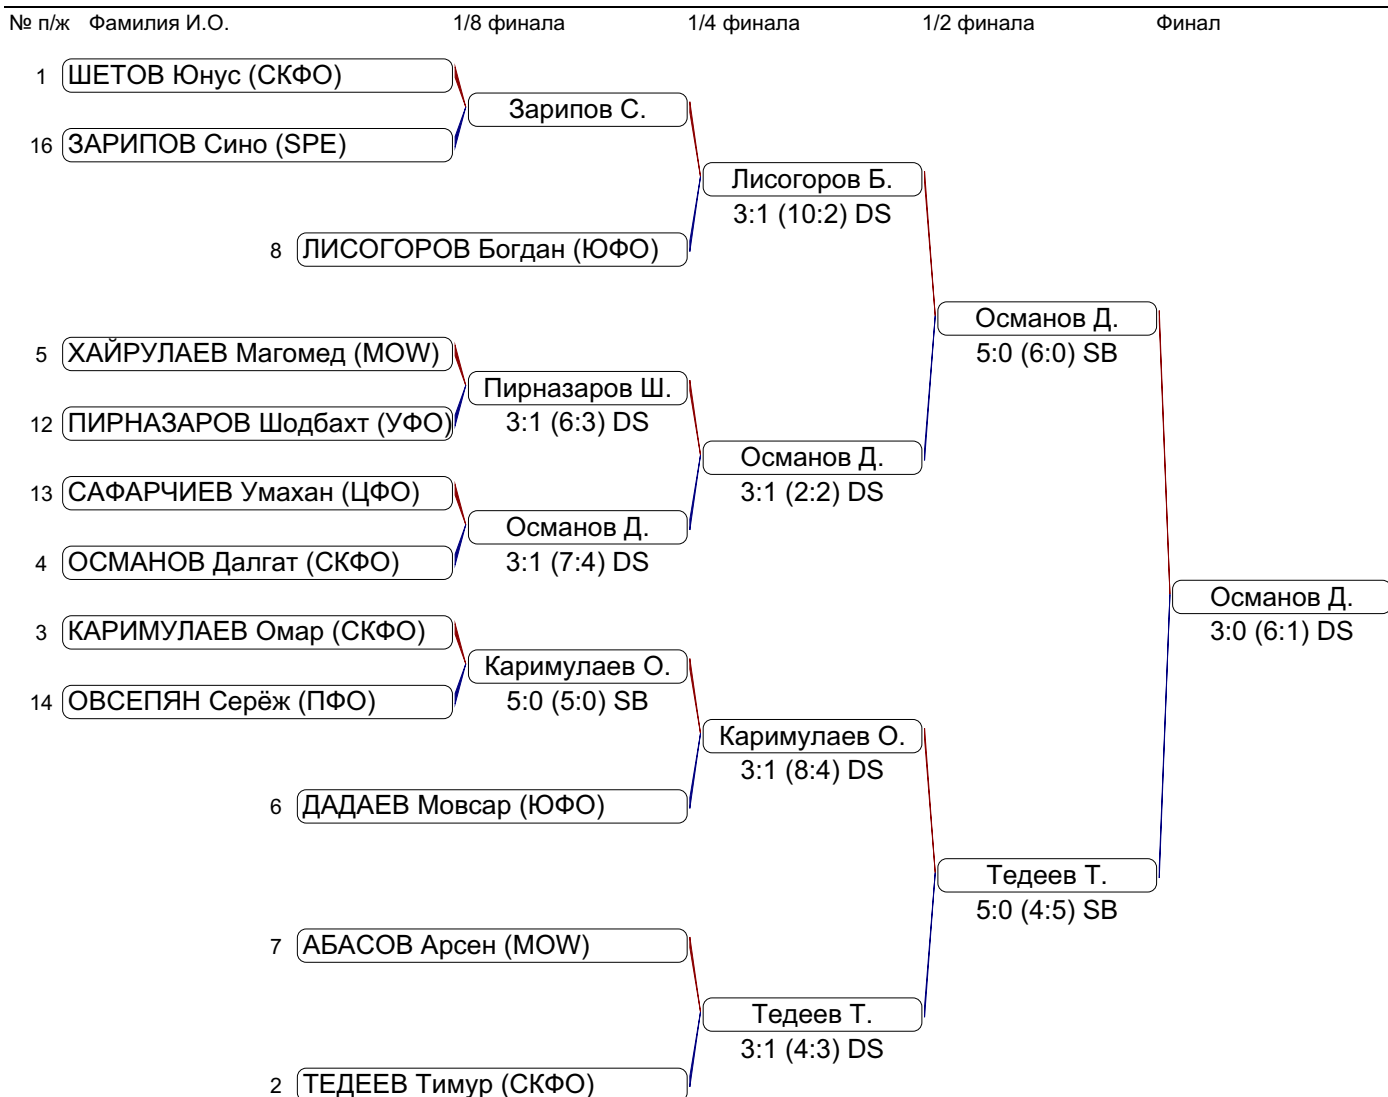 № п/ж Фамилия И.О. 1/8 финала 1/4 финала 1/2 финала Финал
1 ШЕТОВ Юнус (СКФО)
Зарипов С.
16 ЗАРИПОВ Сино (SPE)
Лисогоров Б.
3:1 (10:2) DS
8 ЛИСОГОРОВ Богдан (ЮФО)
Османов Д.
5 ХАЙРУЛАЕВ Магомед (MOW) 5:0 (6:0) SB
Пирназаров Ш.
12 ПИРНАЗАРОВ Шодбахт (УФО) 3:1 (6:3) DS
Османов Д.
13 САФАРЧИЕВ Умахан (ЦФО) 3:1 (2:2) DS
Османов Д.
4 ОСМАНОВ Далгат (СКФО) 3:1 (7:4) DS
Османов Д.
3 КАРИМУЛАЕВ Омар (СКФО) 3:0 (6:1) DS
Каримулаев О.
14 ОВСЕПЯН Серёж (ПФО) 5:0 (5:0) SB
Каримулаев О.
3:1 (8:4) DS
6 ДАДАЕВ Мовсар (ЮФО)
Тедеев Т.
5:0 (4:5) SB
7 АБАСОВ Арсен (MOW)
Тедеев Т.
3:1 (4:3) DS
2 ТЕДЕЕВ Тимур (СКФО)